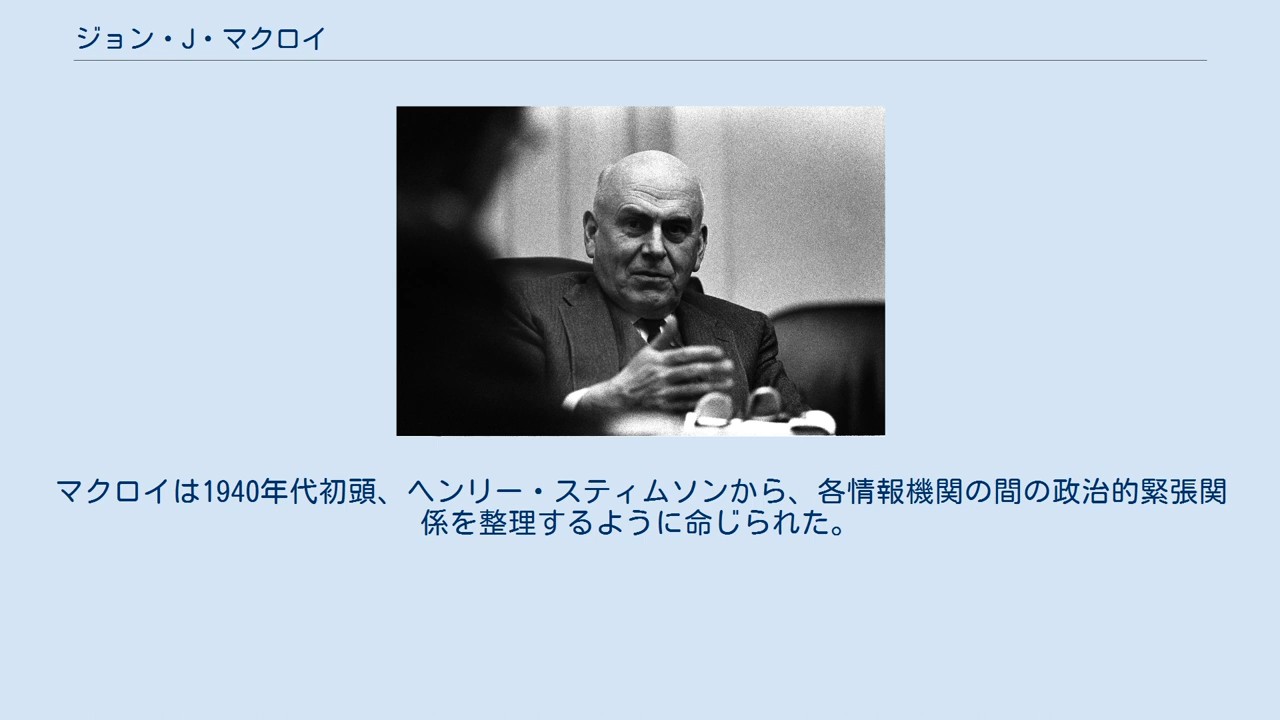 ジョン・J・マクロイ
マクロイは1940年代初頭、ヘンリー・スティムソンから、各情報機関の間の政治的緊張関
係を整理するように命じられた。